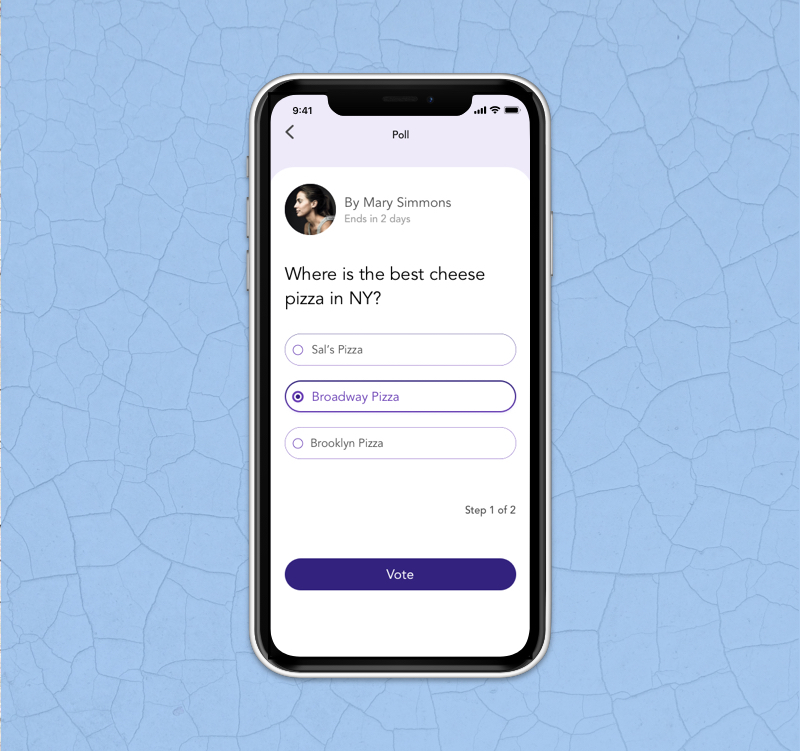 9:41
Poll
By Mary Simmons
Ends in 2 days
Where is the best cheese
pizza in NY?
Sal's Pizza
Broadway Pizza
Brooklyn Pizza
Step 1 of 2
Vote